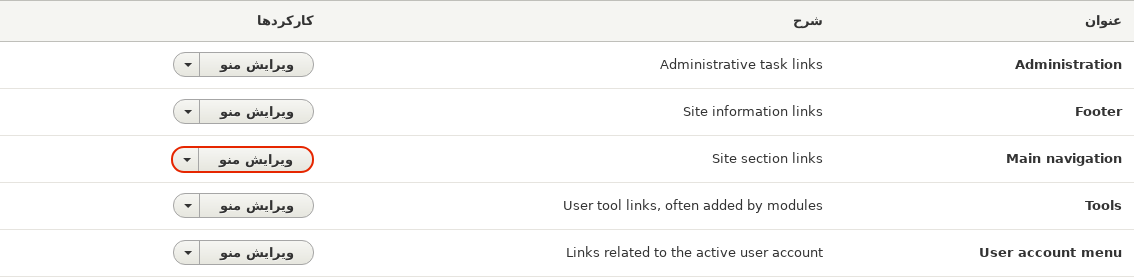 عنوان شرح کارکردها
Administration Administrative task links ویرایش منو
Footer Site information links ویرایش منو
Main navigation Site section links ویرایش منو
Tools User tool links, often added by modules ویرایش منو
User account menu Links related to the active user account ویرایش منو